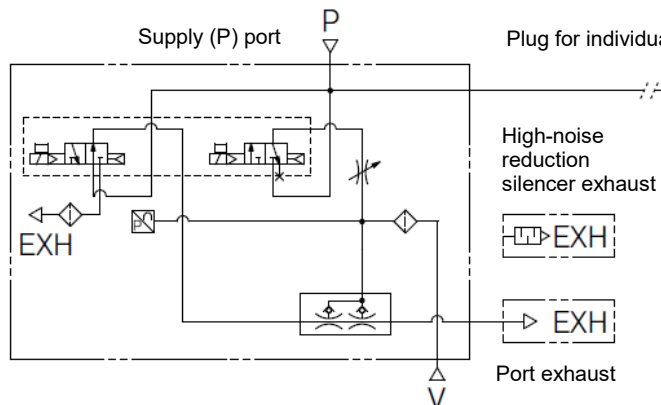 P
Supply (P) port
Plug for individua
High-noise
reduction
silencer exhaust
EXH
P
EXH
EXH
Port exhaust
V